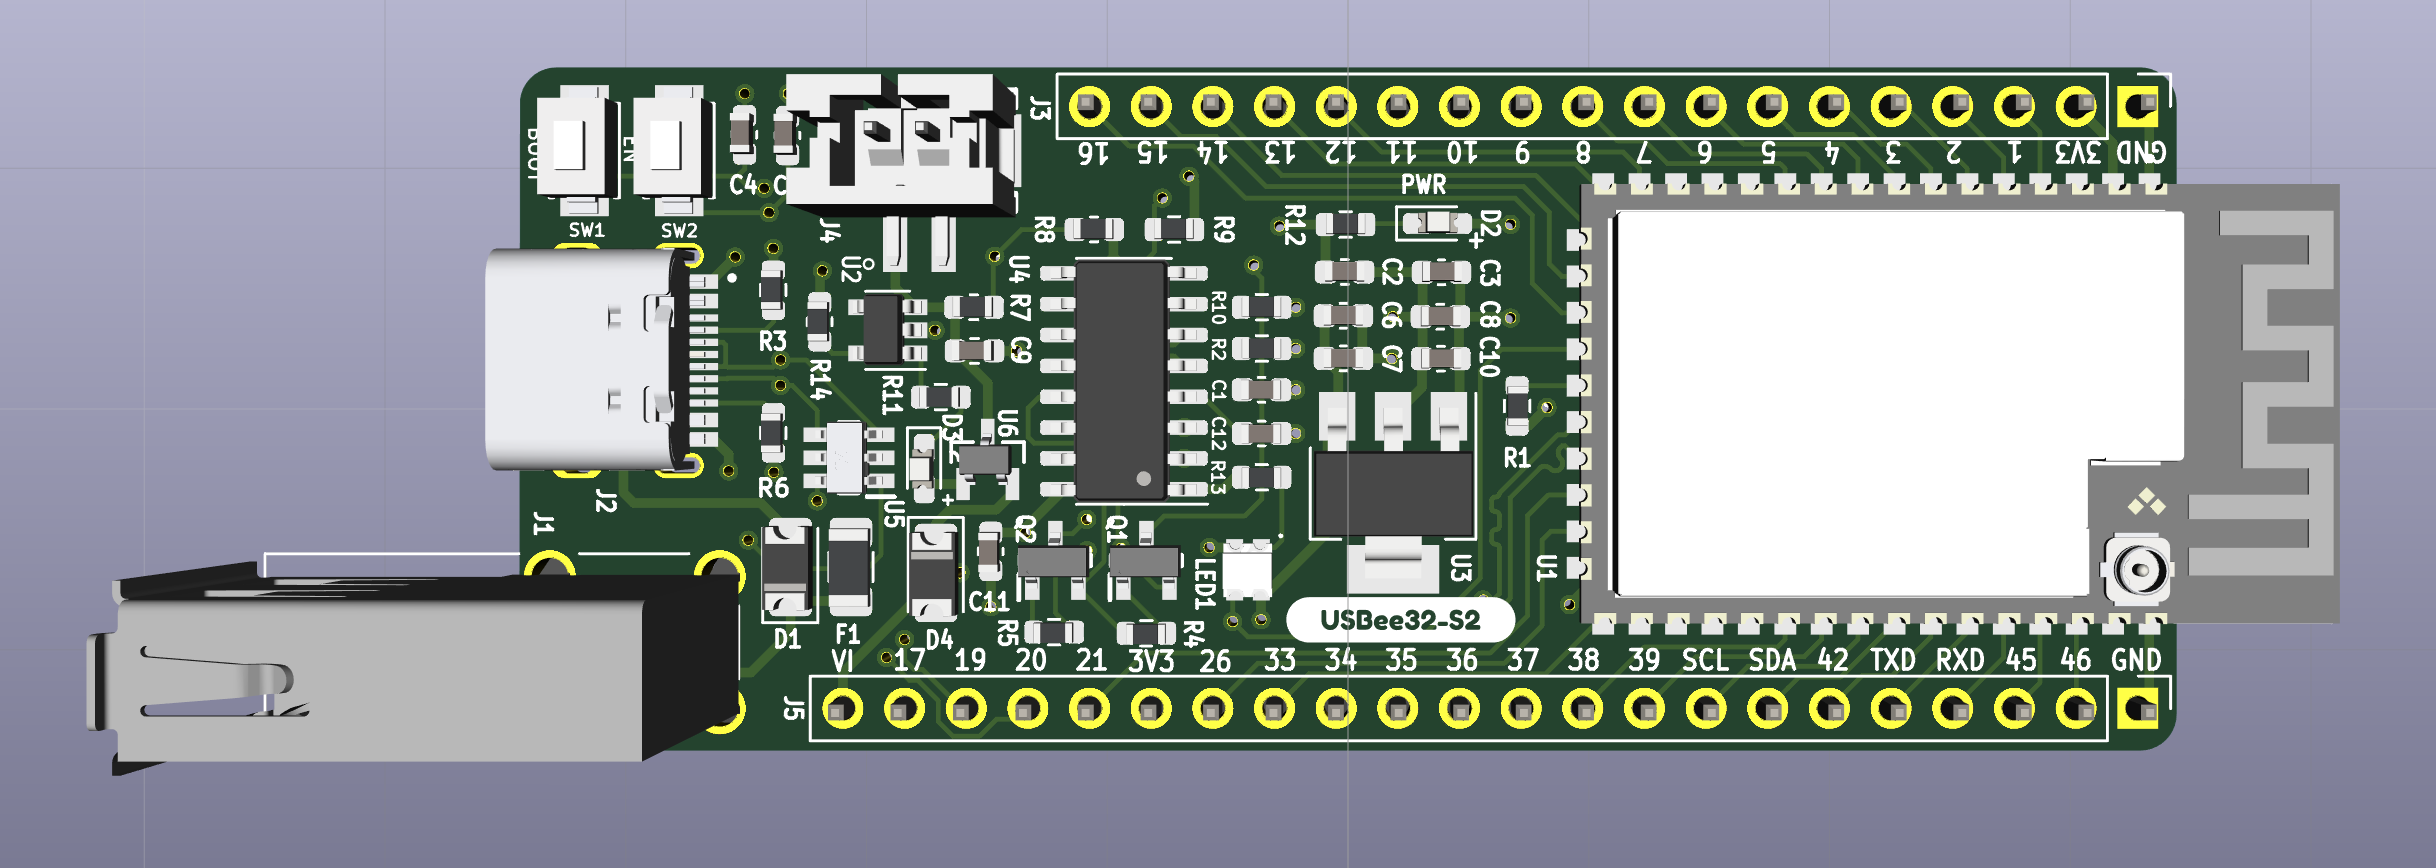 J3
16 15 14 13 12 11 10 9 8 7 6 5 4 3 2 1 3V3 GND
C4
PWR
SW1 SW2
J4
R8 R9 R12 D2
+
U2 U4
C2 C3
R7 R10
C6 C8
R3 C9 R2 C7 C10
R14 R11 C1
U6 C12
R1
R6 R13
+
J2 U5
J1 Q2 Q1
LED1 U3 U1
C11
D1 F1 D4 R5 R4
USBee32-S2
VI 17 19 20 21 3V3 26 33 34 35 36 37 38 39 SCL SDA 42 TXD RXD 45 46 GND
J5